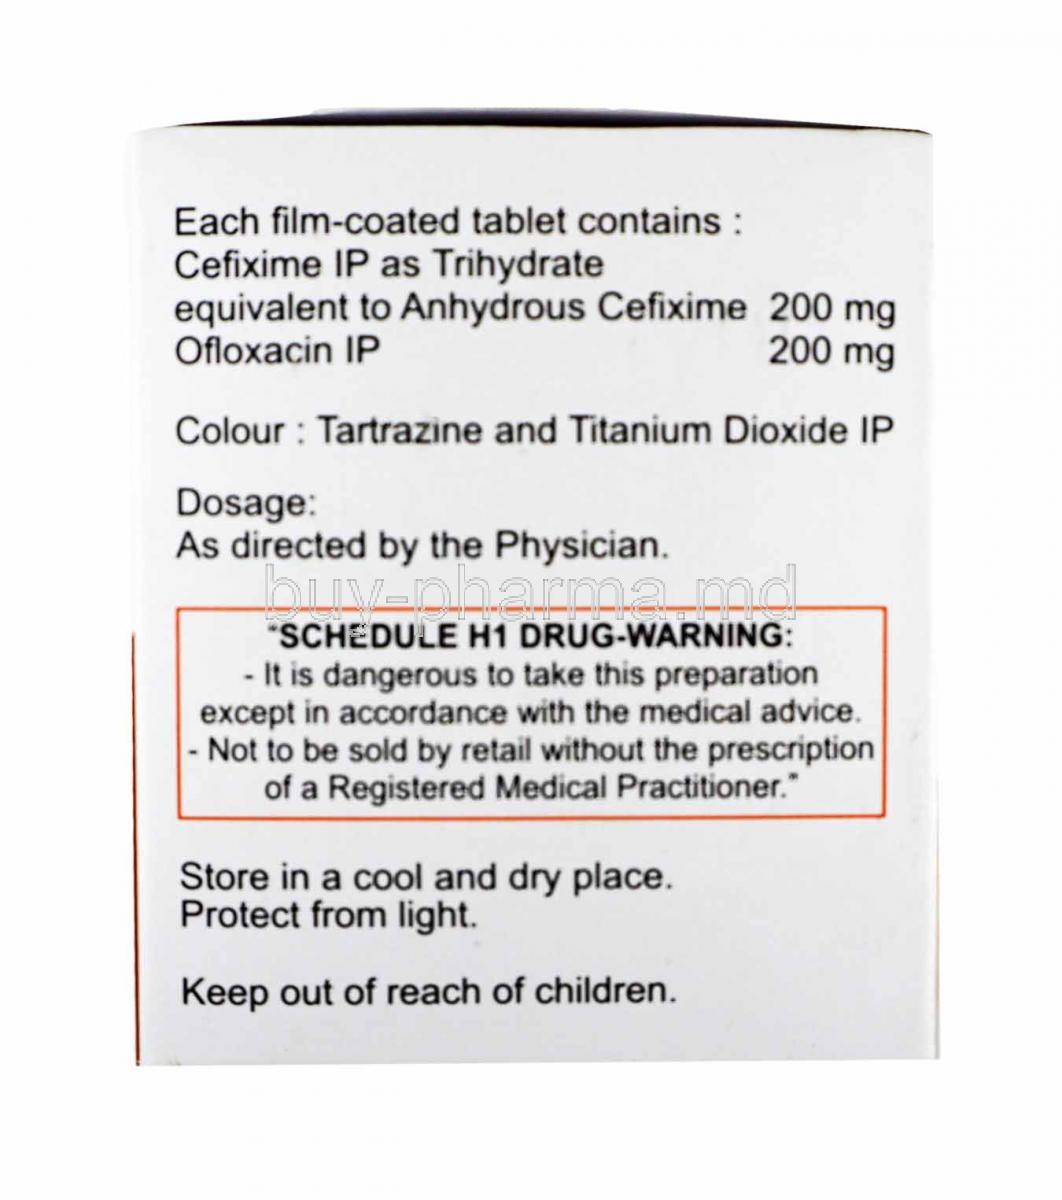 Each film-coated tablet contains :
Cefixime IP as Trihydrate
equivalent to Anhydrous Cefixime 200 mg
Ofloxacin IP 200 mg
Colour : Tartrazine and Titanium Dioxide IP
Dosage:
As directed by the Physician.
buy-pharma.md
"SCHEDULE H1 DRUG-WARNING:
- It is dangerous to take this preparation
except in accordance with the medical advice.
- Not to be sold by retail without the prescription
of a Registered Medical Practitioner."
Store in a cool and dry place.
Protect from light.
Keep out of reach of children.